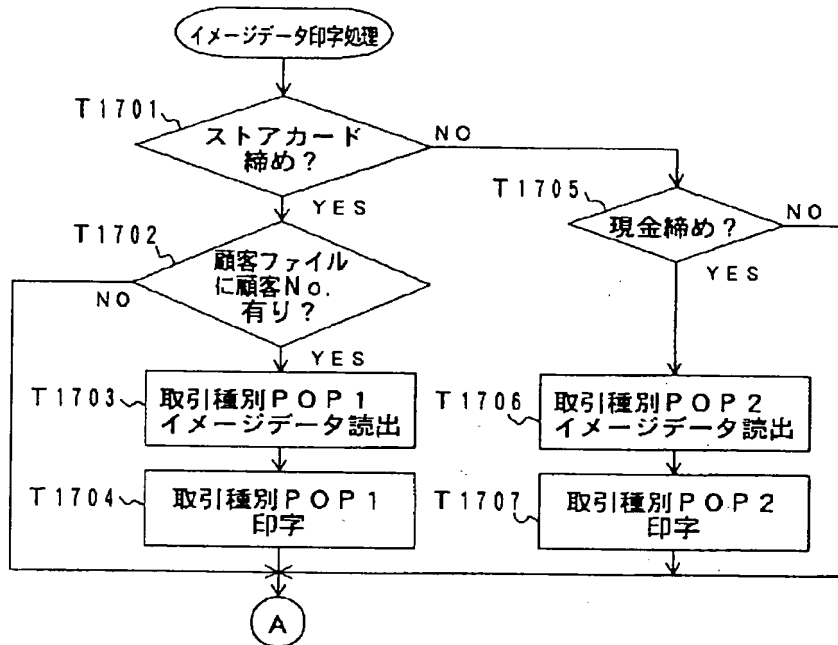 イメージデータ印字処理
T1701
ストアカード
締め?
NO
YES
T1705
現金締め?
NO
YES
T1702
顧客ファイル
に顧客No.
有り?
NO
YES
T1703
取引種別POP1
イメージデータ読出
T1706
取引種別POP2
イメージデータ読出
T1704
取引種別POP1
印字
T1707
取引種別POP2
印字
A